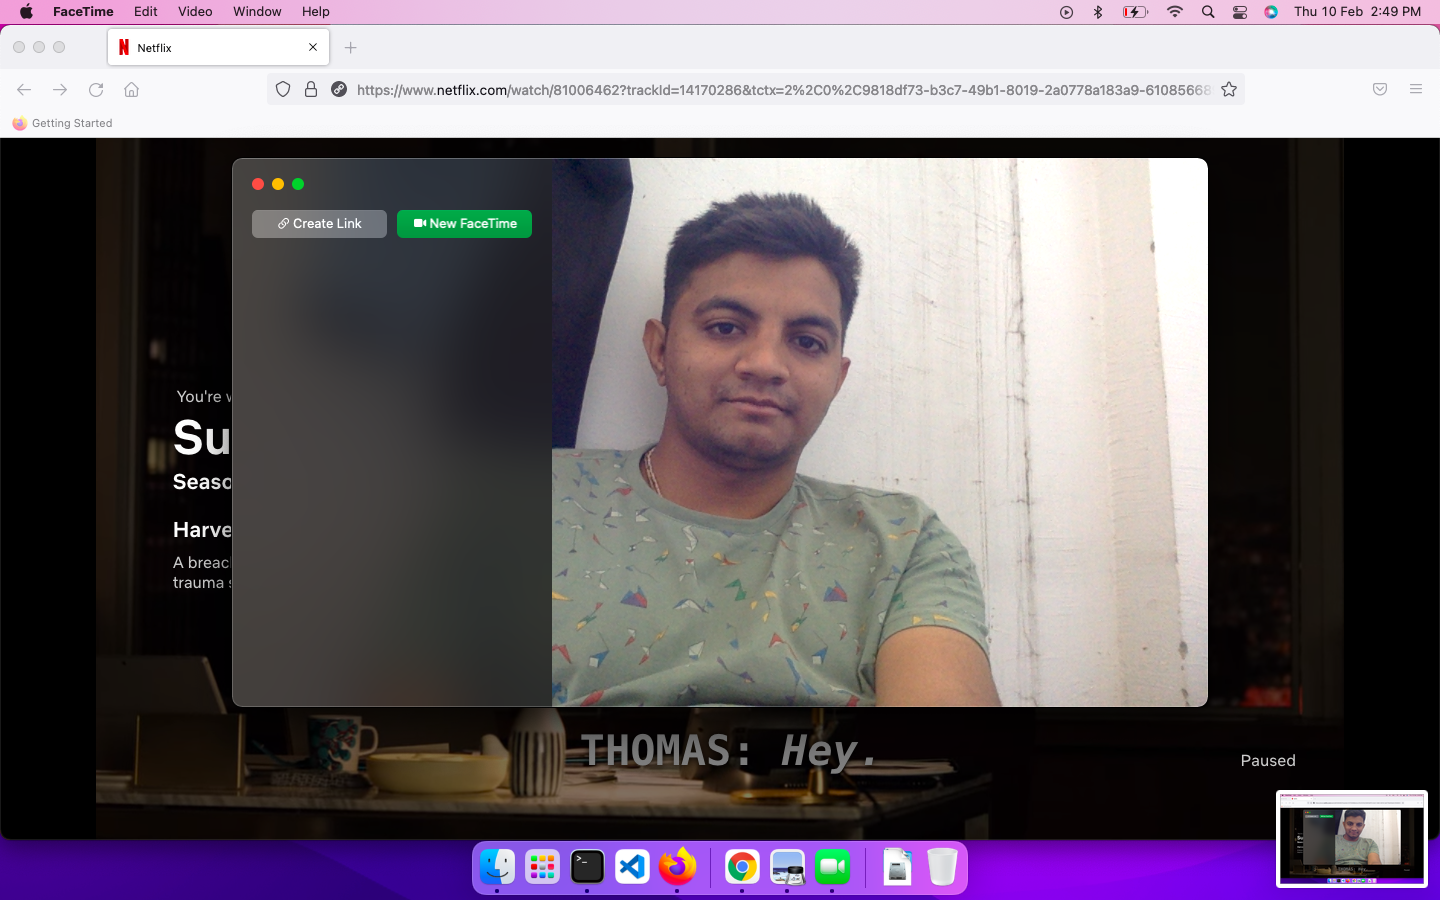 FaceTime Edit Video Window Help Thu 10 Feb 2:49 PM
Netflix
https://www.netflix.com/watch/81006462?trackId=14170286&tctx=2%2C0%2C9818df73-b3c7-49b1-8019-2a0778a183a9-61085668
Getting Started
Create Link New FaceTime
You're w
Su
Seaso
Harve
A breac
trauma s
THOMAS: Hey.
Paused